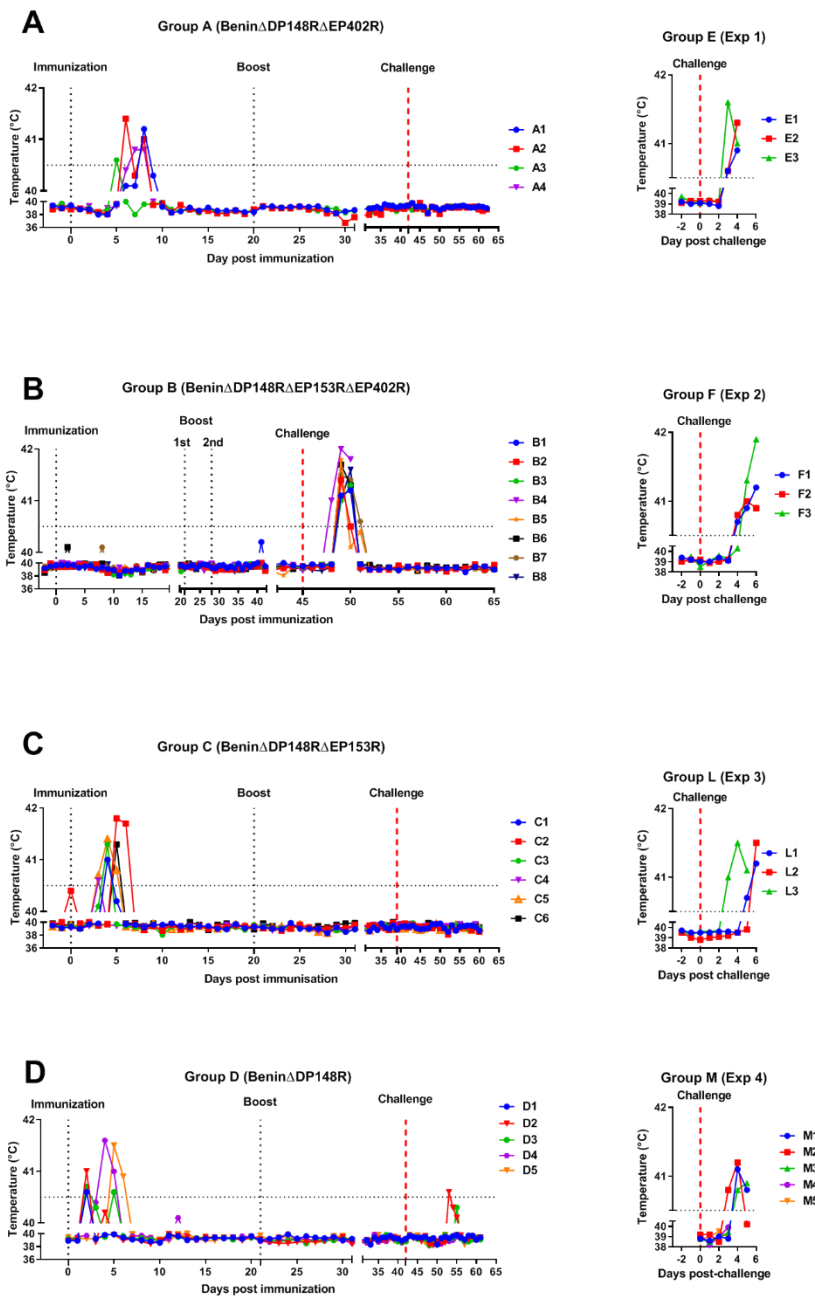 A
Group A (BeninΔDP148RΔEP402R)
Immunization
Boost
Challenge
Temperature (°C)
42
41
40
40
38
36
0 5 10 15 20 25 30 35 40 45 50 55 60 65
Day post immunization
A1
A2
A3
A4
Group E (Exp 1)
Challenge
Temperature (°C)
42
41
40
39
38
-2 0 2 4 6
Day post challenge
E1
E2
E3
B
Group B (BeninΔDP148RΔEP153RΔEP402R)
Immunization
Boost
1st 2nd
Challenge
Temperature (°C)
42
41
40
40
38
36
0 5 10 15 20 25 30 35 40 45 50 55 60 65
Days post immunization
B1
B2
B3
B4
B5
B6
B7
B8
Group F (Exp 2)
Challenge
Temperature (°C)
42
41
40
39
38
-2 0 2 4 6
Day post challenge
F1
F2
F3
C
Group C (BeninΔDP148RΔEP153R)
Immunization
Boost
Challenge
Temperature (°C)
42
41
40
40
38
36
0 5 10 15 20 25 30 35 40 45 50 55 60 65
Days post immunisation
C1
C2
C3
C4
C5
C6
Group L (Exp 3)
Challenge
Temperature (°C)
42
41
40
39
38
-2 0 2 4 6
Days post challenge
L1
L2
L3
D
Group D (BeninΔDP148R)
Immunization
Boost
Challenge
Temperature (°C)
42
41
40
40
38
36
0 5 10 15 20 25 30 35 40 45 50 55 60 65
Days post immunization
D1
D2
D3
D4
D5
Group M (Exp 4)
Challenge
Temperature (°C)
42
41
40
39
38
-2 0 2 4 6
Days post-challenge
M1
M2
M3
M4
M5